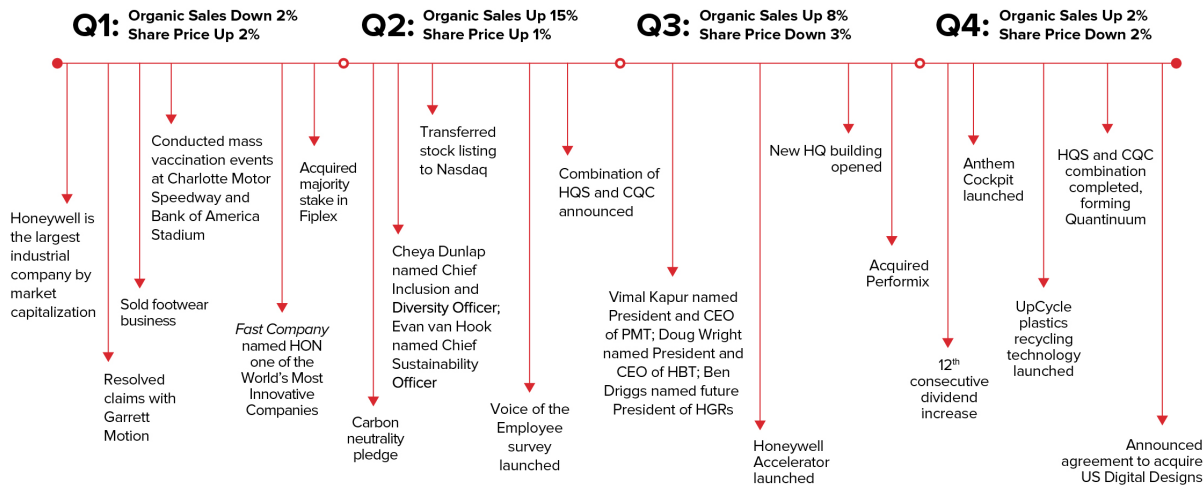 Q1:
Organic Sales Down 2%
Share Price Up 2%
Q2:
Organic Sales Up 15%
Share Price Up 1%
Q3:
Organic Sales Up 8%
Share Price Down 3%
Q4:
Organic Sales Up 2%
Share Price Down 2%
Honeywell is
the largest
industrial
company by
market
capitalization
Resolved
claims with
Garrett
Motion
Sold footwear
business
Conducted mass
vaccination events
at Charlotte Motor
Speedway and
Bank of America
Stadium
Fast Company
named HON
one of the
World’s Most
Innovative
Companies
Acquired
majority
stake in
Fiplex
Carbon
neutrality
pledge
Cheya Dunlap
named Chief
Inclusion and
Diversity Officer;
Evan van Hook
named Chief
Sustainability
Officer
Transferred
stock listing
to Nasdaq
Voice of the
Employee
survey
launched
Combination of
HQS and CQC
announced
Vimal Kapur named
President and CEO
of PMT; Doug Wright
named President and
CEO of HBT; Ben
Driggs named future
President of HGRs
Honeywell
Accelerator
launched
New HQ building
opened
Acquired
Performix
12th
consecutive
dividend
increase
Anthem
Cockpit
launched
UpCycle
plastics
recycling
technology
launched
HQS and CQC
combination
completed,
forming
Quantinuum
Announced
agreement to acquire
US Digital Designs